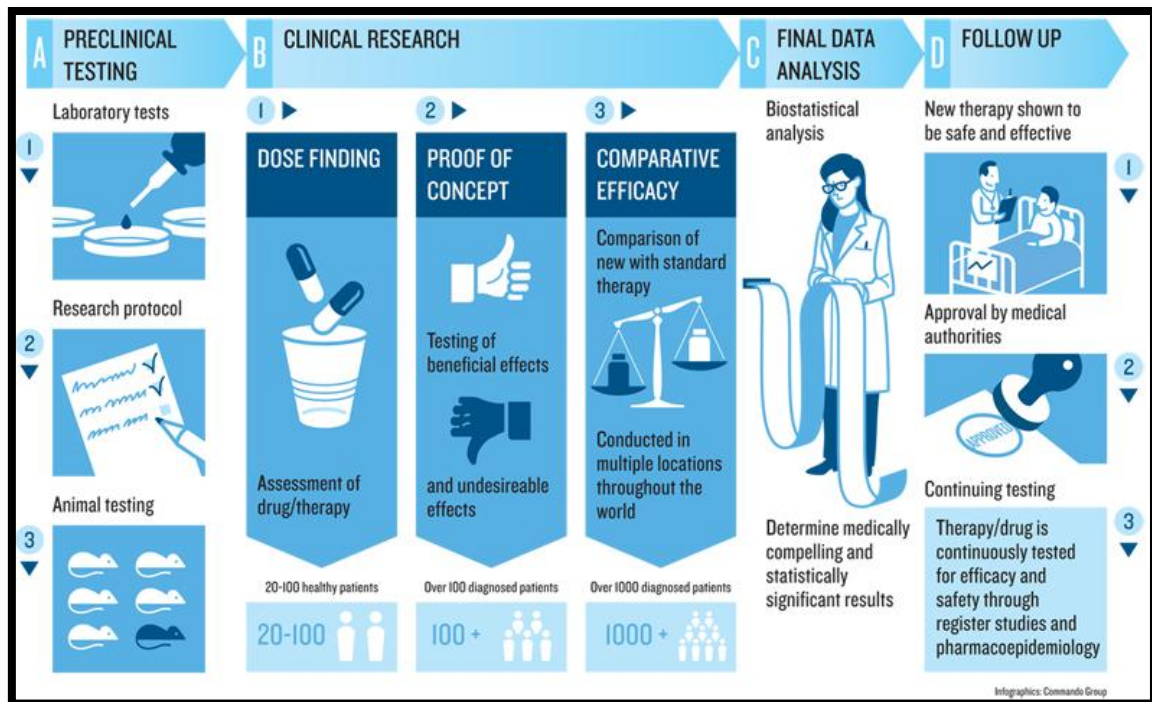 A
PRECLINICAL
TESTING
Laboratory tests
1
Research protocol
2
Animal testing
3
B
CLINICAL RESEARCH
1
DOSE FINDING
Assessment of
drug/therapy
20-100 healthy patients
20-100
2
PROOF OF
CONCEPT
Testing of
beneficial effects
and undesireable
effects
Over 100 diagnosed patients
100 +
3
COMPARATIVE
EFFICACY
Comparison of
new with standard
therapy
Conducted in
multiple locations
throughout the
world
Over 1000 diagnosed patients
1000 +
C
FINAL DATA
ANALYSIS
Biostatistical
analysis
Determine medically
compelling and
statistically
significant results
D
FOLLOW UP
New therapy shown to
be safe and effective
1
Approval by medical
authorities
2
APPROVED
Continuing testing
3
Therapy/drug is
continuously tested
for efficacy and
safety through
register studies and
pharmacoepidemiology
Infographics: Commando Group